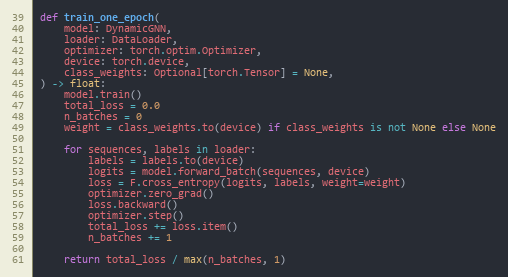 39 def train_one_epoch(
40     model: DynamicGNN,
41     loader: DataLoader,
42     optimizer: torch.optim.Optimizer,
43     device: torch.device,
44     class_weights: Optional[torch.Tensor] = None,
45 ) -> float:
46     model.train()
47     total_loss = 0.0
48     n_batches = 0
49     weight = class_weights.to(device) if class_weights is not None else None
50
51     for sequences, labels in loader:
52         labels = labels.to(device)
53         logits = model.forward_batch(sequences, device)
54         loss = F.cross_entropy(logits, labels, weight=weight)
55         optimizer.zero_grad()
56         loss.backward()
57         optimizer.step()
58         total_loss += loss.item()
59         n_batches += 1
60
61     return total_loss / max(n_batches, 1)